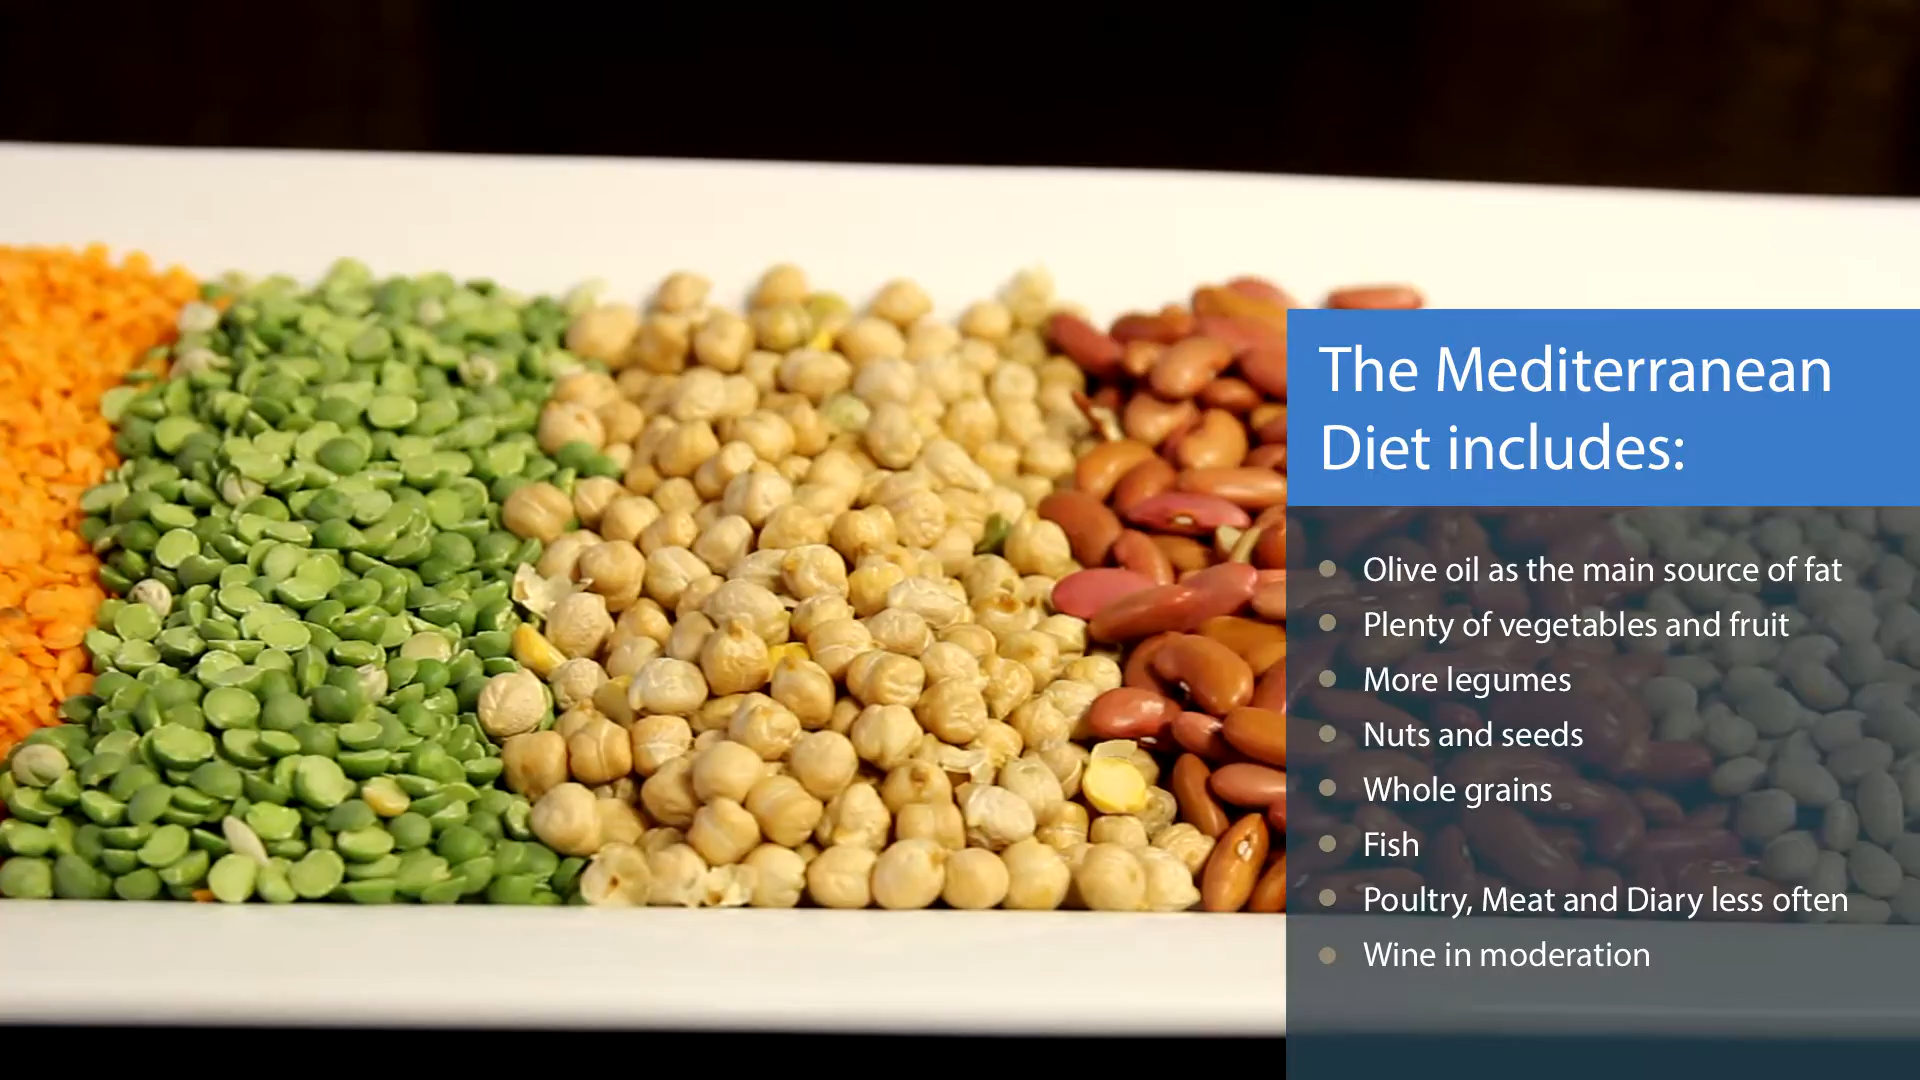 The Mediterranean
Diet includes:
Olive oil as the main source of fat
Plenty of vegetables and fruit
More legumes
Nuts and seeds
Whole grains
Fish
Poultry, Meat and Diary less often
Wine in moderation